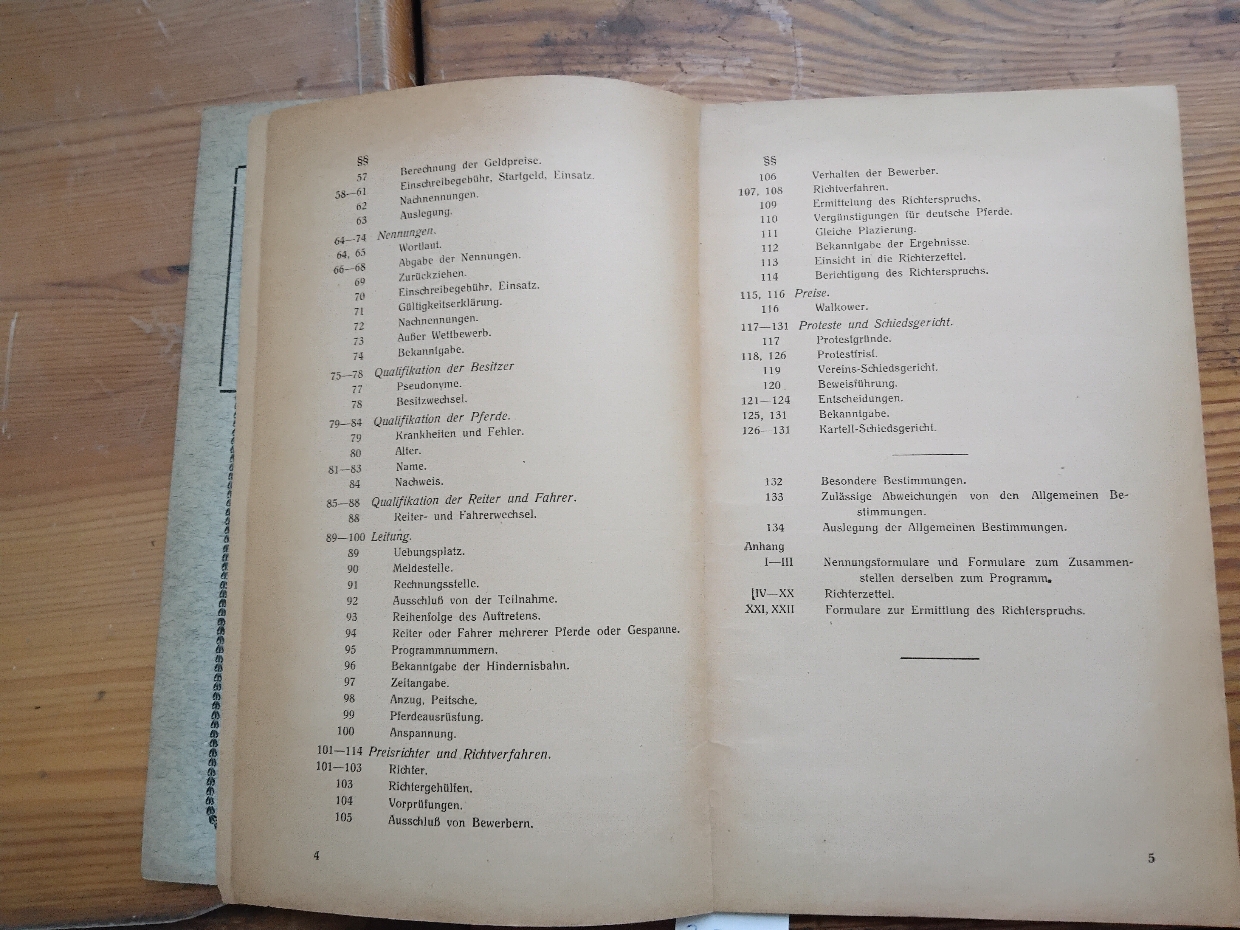 §§
57 Berechnung der Geldpreise.
58—61 Einschreibegebühr, Startgeld, Einsatz.
62 Nachnennungen.
63 Auslegung.
64—74 Nennungen.
64, 65 Wortlaut.
66—68 Abgabe der Nennungen.
69 Zurückziehen.
70 Einschreibegebühr, Einsatz.
71 Gültigkeitserklärung.
72 Nachnennungen.
73 Außer Wettbewerb.
74 Bekanntgabe.
75—78 Qualifikation der Besitzer
77 Pseudonyme.
78 Besitzwechsel.
79—84 Qualifikation der Pferde.
79 Krankheiten und Fehler.
80 Alter.
81—83 Name.
84 Nachweis.
85—88 Qualifikation der Reiter und Fahrer.
88 Reiter- und Fahrerwechsel.
89—100 Leitung.
89 Uebungsplatz.
90 Meldestelle.
91 Rechnungsstelle.
92 Ausschluß von der Teilnahme.
93 Reihenfolge des Auftretens.
94 Reiter oder Fahrer mehrerer Pferde oder Gespanne.
95 Programmnummern.
96 Bekanntgabe der Hindernisbahn.
97 Zeitangabe.
98 Anzug, Peitsche.
99 Pferdeausrüstung.
100 Anspannung.
101—114 Preisrichter und Richtverfahren.
101—103 Richter.
103 Richtergehülfen.
104 Vorprüfungen.
105 Ausschluß von Bewerbern.
4
§§
106 Verhalten der Bewerber.
107, 108 Richtverfahren.
109 Ermittelung des Richterspruchs.
110 Vergünstigungen für deutsche Pferde.
111 Gleiche Plazierung.
112 Bekanntgabe der Ergebnisse.
113 Einsicht in die Richterzettel.
114 Berichtigung des Richterspruchs.
115, 116 Preise.
116 Walkower.
117—131 Proteste und Schiedsgericht.
117 Protestgründe.
118, 126 Protestfrist.
119 Vereins-Schiedsgericht.
120 Beweisführung.
121—124 Entscheidungen.
125, 131 Bekanntgabe.
126—131 Kartell-Schiedsgericht.
132 Besondere Bestimmungen.
133 Zulässige Abweichungen von den Allgemeinen Be-
stimmungen.
134 Auslegung der Allgemeinen Bestimmungen.
Anhang
I—III Nennungsformulare und Formulare zum Zusammen-
stellen derselben zum Programm.
IV—XX Richterzettel.
XXI, XXII Formulare zur Ermittlung des Richterspruchs.
5